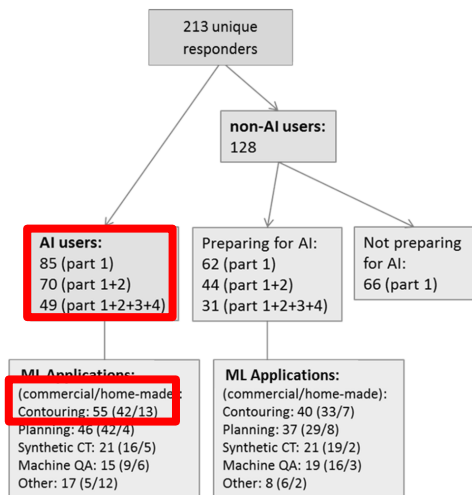 213 unique
responders
non-AI users:
128
AI users:
85 (part 1)
70 (part 1+2)
49 (part 1+2+3+4)
Preparing for AI:
62 (part 1)
44 (part 1+2)
31 (part 1+2+3+4)
Not preparing
for AI:
66 (part 1)
ML Applications:
(commercial/home-made):
Contouring: 55 (42/13)
Planning: 46 (42/4)
Synthetic CT: 21 (16/5)
Machine QA: 15 (9/6)
Other: 17 (5/12)
ML Applications:
(commercial/home-made):
Contouring: 40 (33/7)
Planning: 37 (29/8)
Synthetic CT: 21 (19/2)
Machine QA: 19 (16/3)
Other: 8 (6/2)